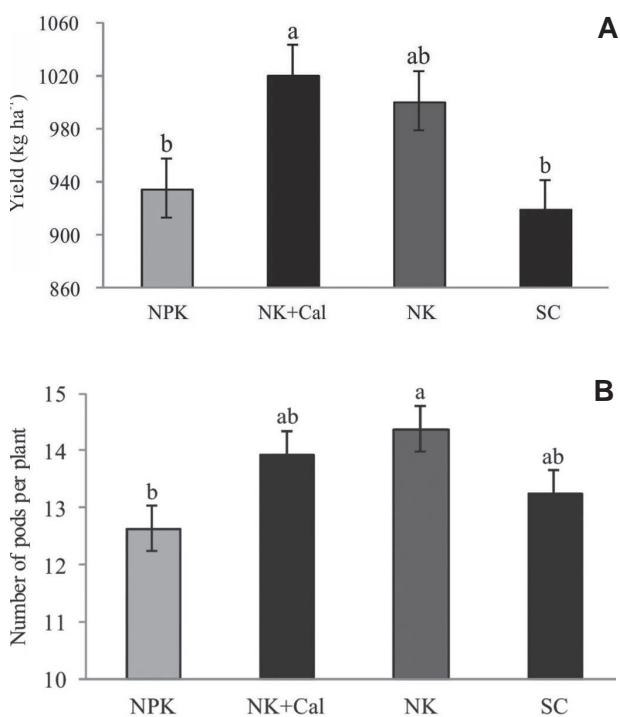 A
1060
1020
980
940
900
860
Yield (kg ha⁻¹)
b
a
ab
b
NPK NK+Cal NK SC
B
15
14
13
12
11
10
Number of pods per plant
b
ab
a
ab
NPK NK+Cal NK SC